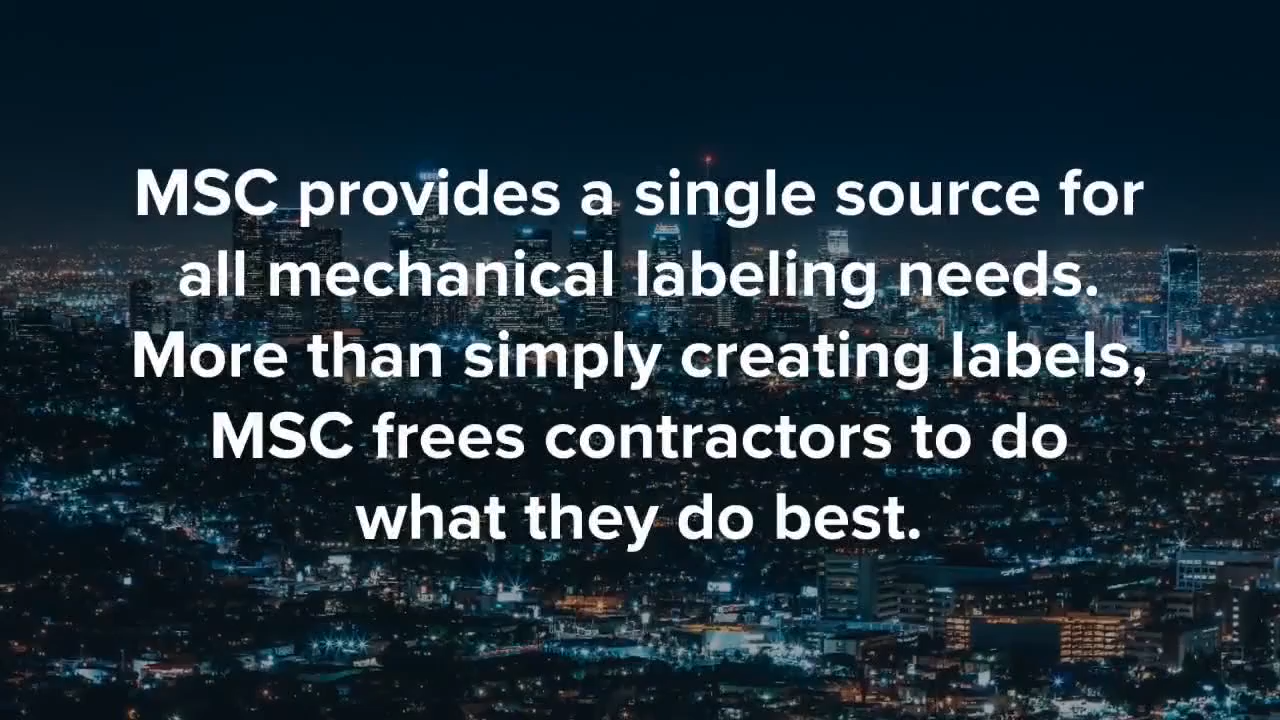 MSC provides a single source for
all mechanical labeling needs.
More than simply creating labels,
MSC frees contractors to do
what they do best.